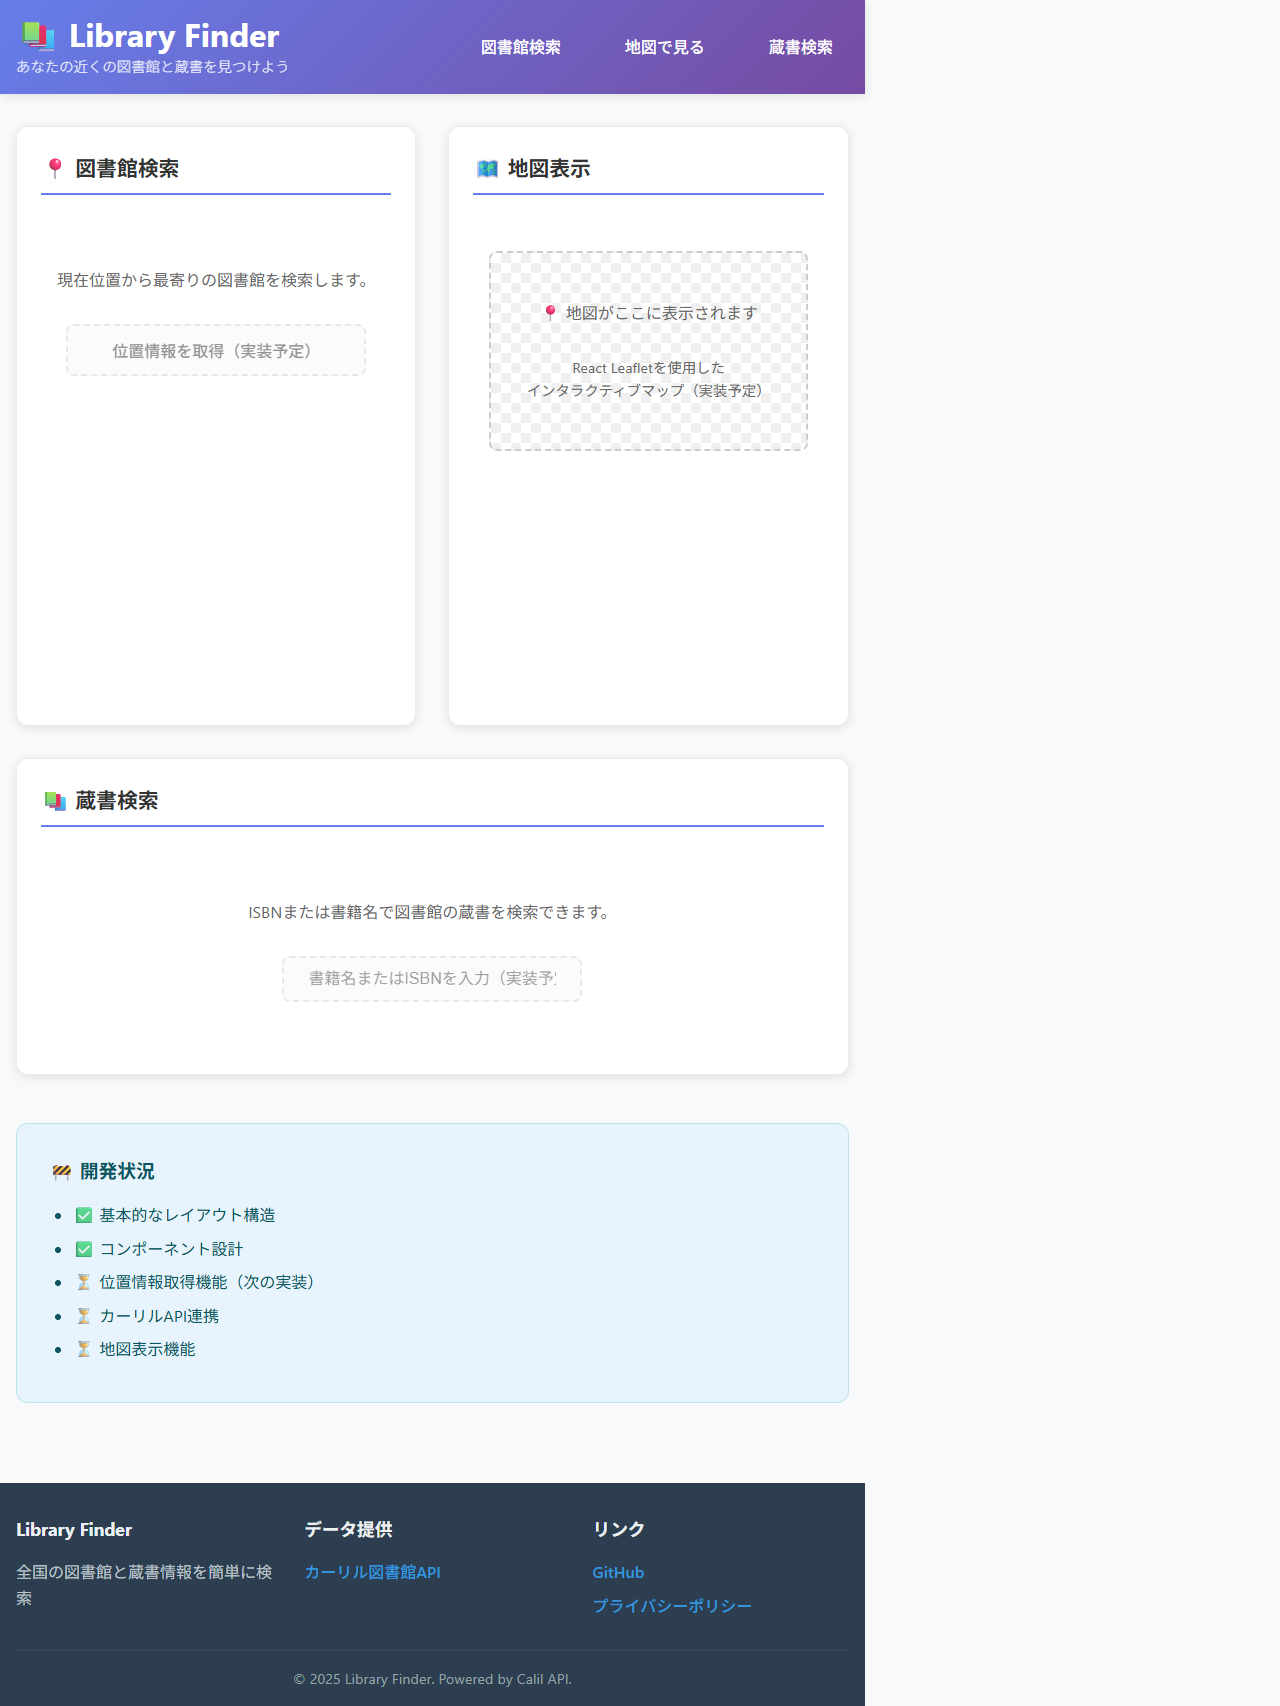 Library Finder
あなたの近くの図書館と蔵書を見つけよう
図書館検索
地図で見る
蔵書検索
図書館検索
現在位置から最寄りの図書館を検索します。
位置情報を取得（実装予定）
地図表示
地図がここに表示されます
React Leafletを使用した
インタラクティブマップ（実装予定）
蔵書検索
ISBNまたは書籍名で図書館の蔵書を検索できます。
書籍名またはISBNを入力（実装予
開発状況
基本的なレイアウト構造
コンポーネント設計
位置情報取得機能（次の実装）
カーリルAPI連携
地図表示機能
Library Finder
全国の図書館と蔵書情報を簡単に検
索
データ提供
カーリル図書館API
リンク
GitHub
プライバシーポリシー
© 2025 Library Finder. Powered by Calil API.